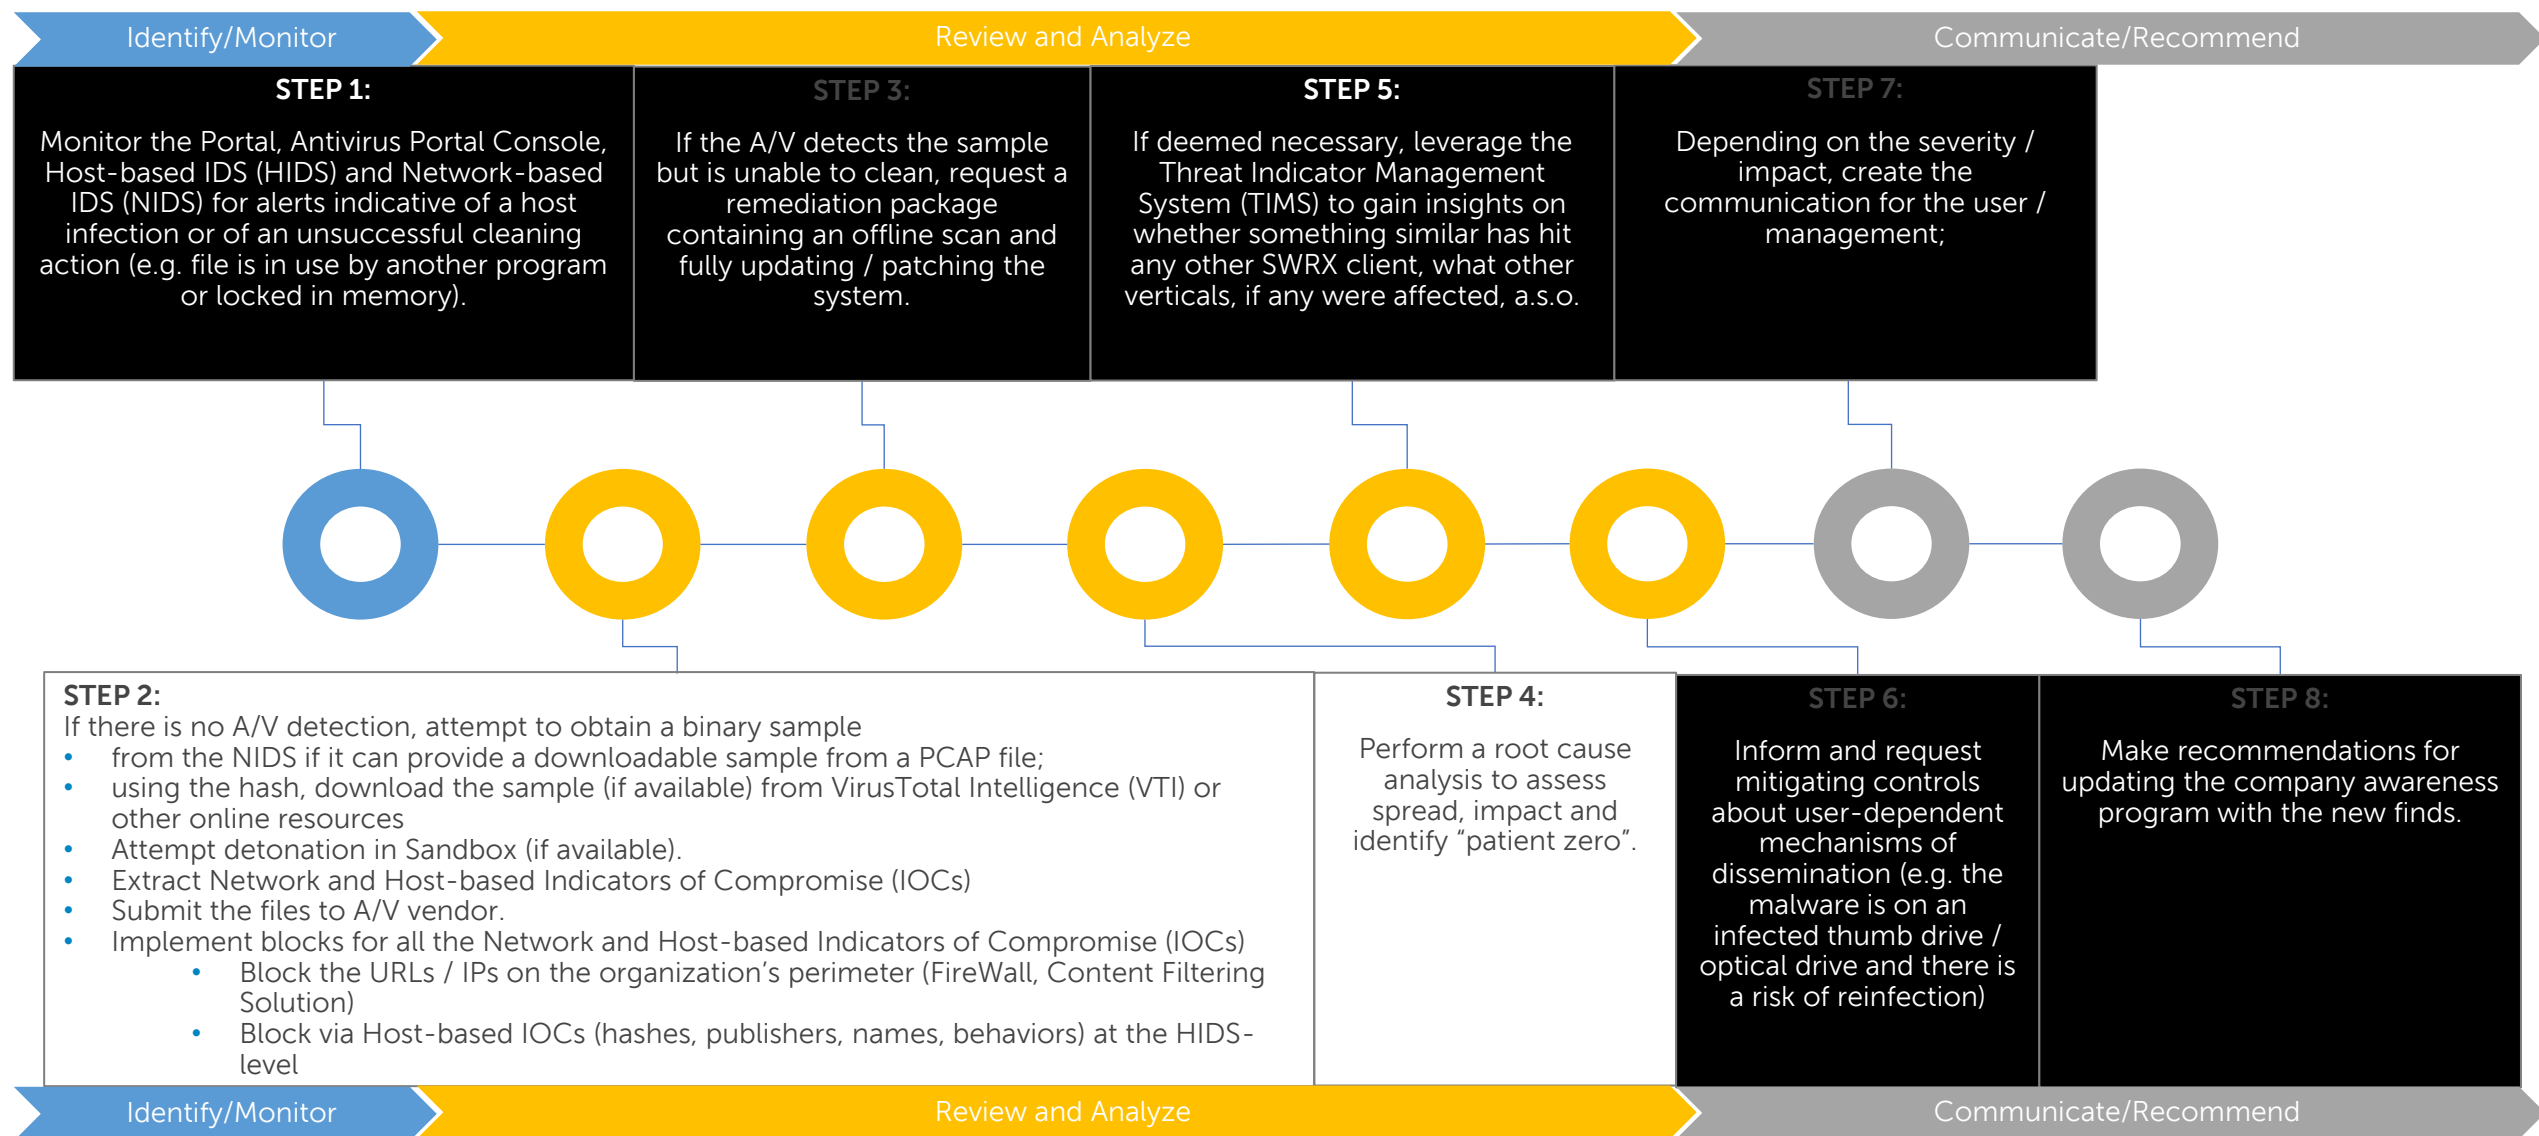 Identify/Monitor
Review and Analyze
Communicate/Recommend
STEP 1:
Monitor the Portal, Antivirus Portal Console,
Host-based IDS (HIDS) and Network-based
IDS (NIDS) for alerts indicative of a host
infection or of an unsuccessful cleaning
action (e.g. file is in use by another program
or locked in memory).
STEP 3:
If the A/V detects the sample
but is unable to clean, request a
remediation package
containing an offline scan and
fully updating / patching the
system.
STEP 5:
If deemed necessary, leverage the
Threat Indicator Management
System (TIMS) to gain insights on
whether something similar has hit
any other SWRX client, what other
verticals, if any were affected, a.s.o.
STEP 7:
Depending on the severity /
impact, create the
communication for the user /
management;
STEP 2:
If there is no A/V detection, attempt to obtain a binary sample
• from the NIDS if it can provide a downloadable sample from a PCAP file;
• using the hash, download the sample (if available) from VirusTotal Intelligence (VTI) or
other online resources
• Attempt detonation in Sandbox (if available).
• Extract Network and Host-based Indicators of Compromise (IOCs)
• Submit the files to A/V vendor.
• Implement blocks for all the Network and Host-based Indicators of Compromise (IOCs)
• Block the URLs / IPs on the organization's perimeter (FireWall, Content Filtering
Solution)
• Block via Host-based IOCs (hashes, publishers, names, behaviors) at the HIDS-
level
STEP 4:
Perform a root cause
analysis to assess
spread, impact and
identify “patient zero”.
STEP 6:
Inform and request
mitigating controls
about user-dependent
mechanisms of
dissemination (e.g. the
malware is on an
infected thumb drive /
optical drive and there is
a risk of reinfection)
STEP 8:
Make recommendations for
updating the company awareness
program with the new finds.
Identify/Monitor
Review and Analyze
Communicate/Recommend